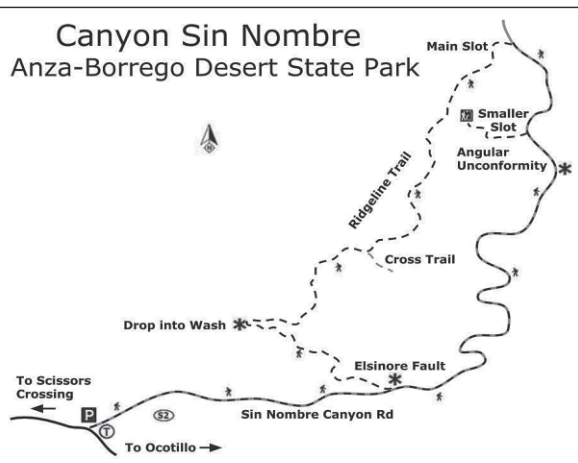 Canyon Sin Nombre
Anza-Borrego Desert State Park
Main Slot
Smaller
Slot
Angular
Unconformity
Ridgeline Trail
Cross Trail
Drop into Wash
Elsinore Fault
To Scissors
Crossing
P
T
S2
Sin Nombre Canyon Rd
To Ocotillo
N